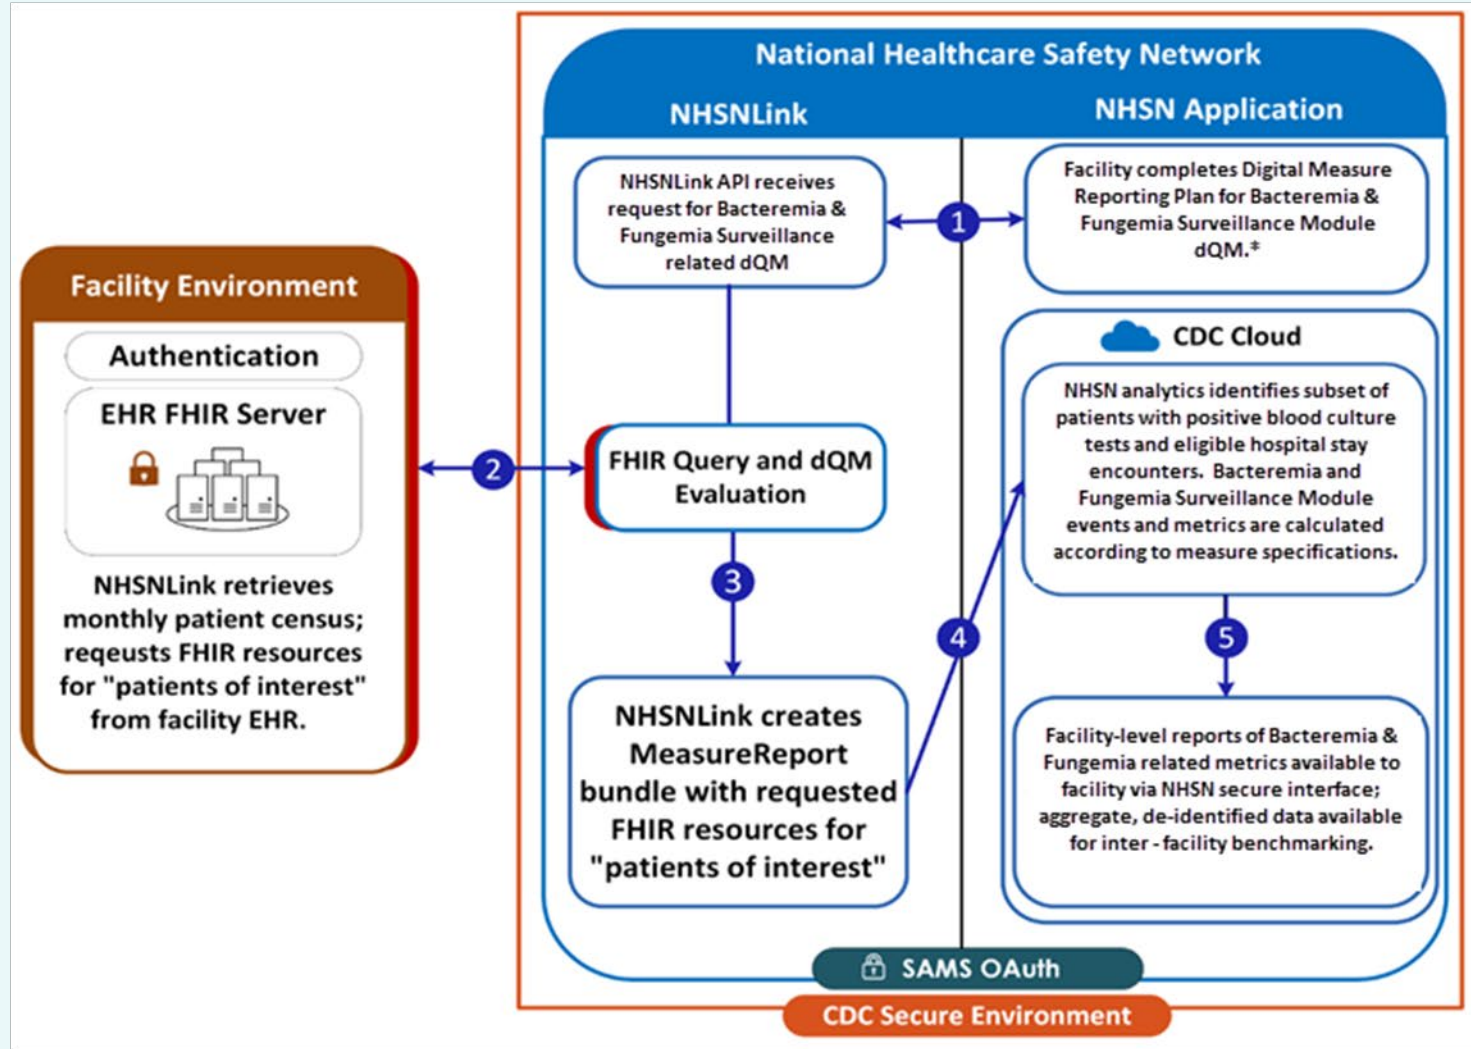 National Healthcare Safety Network
NHSNLink
NHSN Application
NHSNLink API receives
request for Bacteremia &
Fungemia Surveillance
related dQM
1
Facility completes Digital Measure
Reporting Plan for Bacteremia &
Fungemia Surveillance Module
dQM.*
Facility Environment
Authentication
EHR FHIR Server
NHSNLink retrieves
monthly patient census;
reqeusts FHIR resources
for "patients of interest"
from facility EHR.
2
FHIR Query and dQM
Evaluation
3
NHSNLink creates
MeasureReport
bundle with requested
FHIR resources for
"patients of interest"
4
CDC Cloud
NHSN analytics identifies subset of
patients with positive blood culture
tests and eligible hospital stay
encounters. Bacteremia and
Fungemia Surveillance Module
events and metrics are calculated
according to measure specifications.
5
Facility-level reports of Bacteremia &
Fungemia related metrics available to
facility via NHSN secure interface;
aggregate, de-identified data available
for inter - facility benchmarking.
SAMS OAuth
CDC Secure Environment